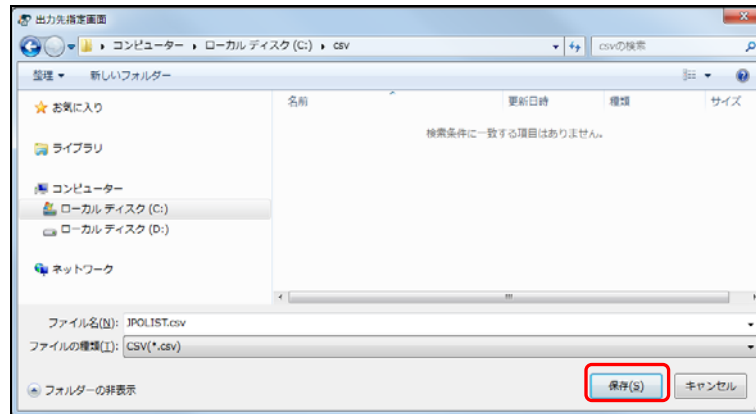 出力先指定画面
コンピューター ▸ ローカル ディスク (C:) ▸ csv
csvの検索
整理 ▼ 新しいフォルダー
お気に入り
ライブラリ
コンピューター
ローカル ディスク (C:)
ローカル ディスク (D:)
ネットワーク
名前 更新日時 種類 サイズ
検索条件に一致する項目はありません。
ファイル名(N): JPOLIST.csv
ファイルの種類(T): CSV(*.csv)
フォルダーの非表示
保存(S) キャンセル